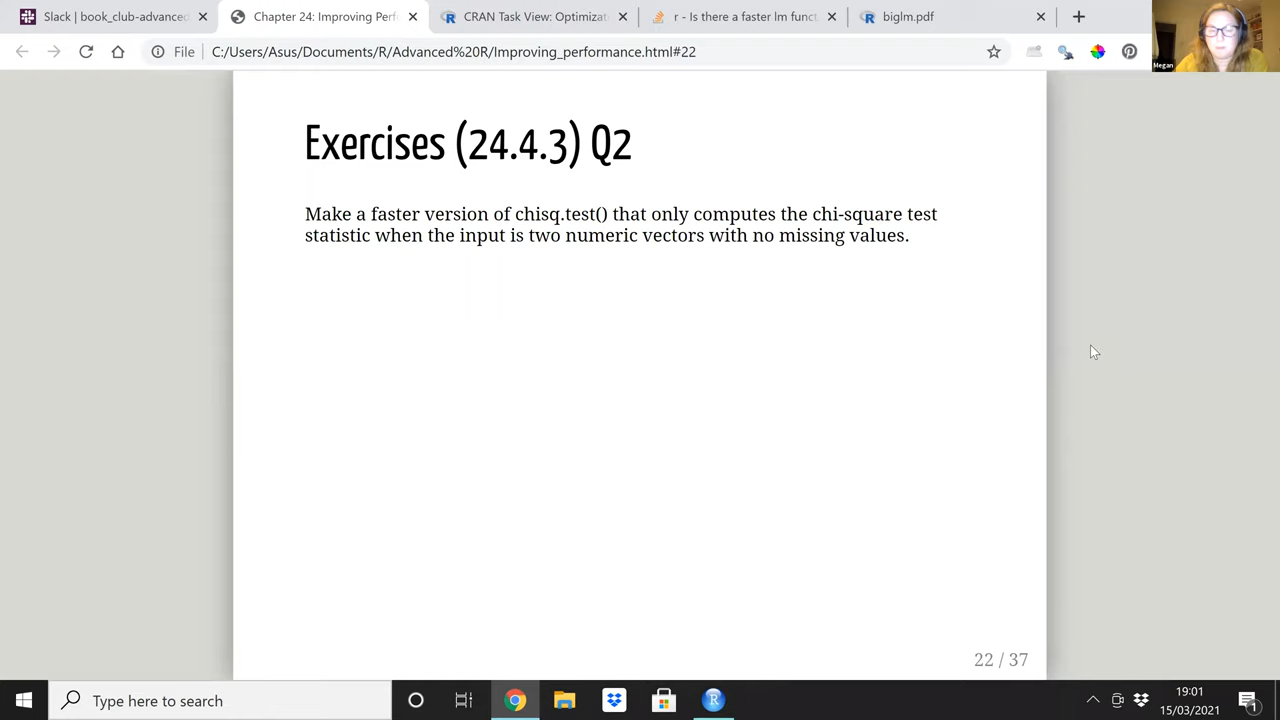 Slack | book_club-advanced
Chapter 24: Improving Perf
CRAN Task View: Optimizat
r - Is there a faster lm funct
biglm.pdf
File
C:/Users/Asus/Documents/R/Advanced%20R/Improving_performance.html#22
Megan
Exercises (24.4.3) Q2
Make a faster version of chisq.test() that only computes the chi-square test
statistic when the input is two numeric vectors with no missing values.
22 / 37
Type here to search
19:01
15/03/2021
1